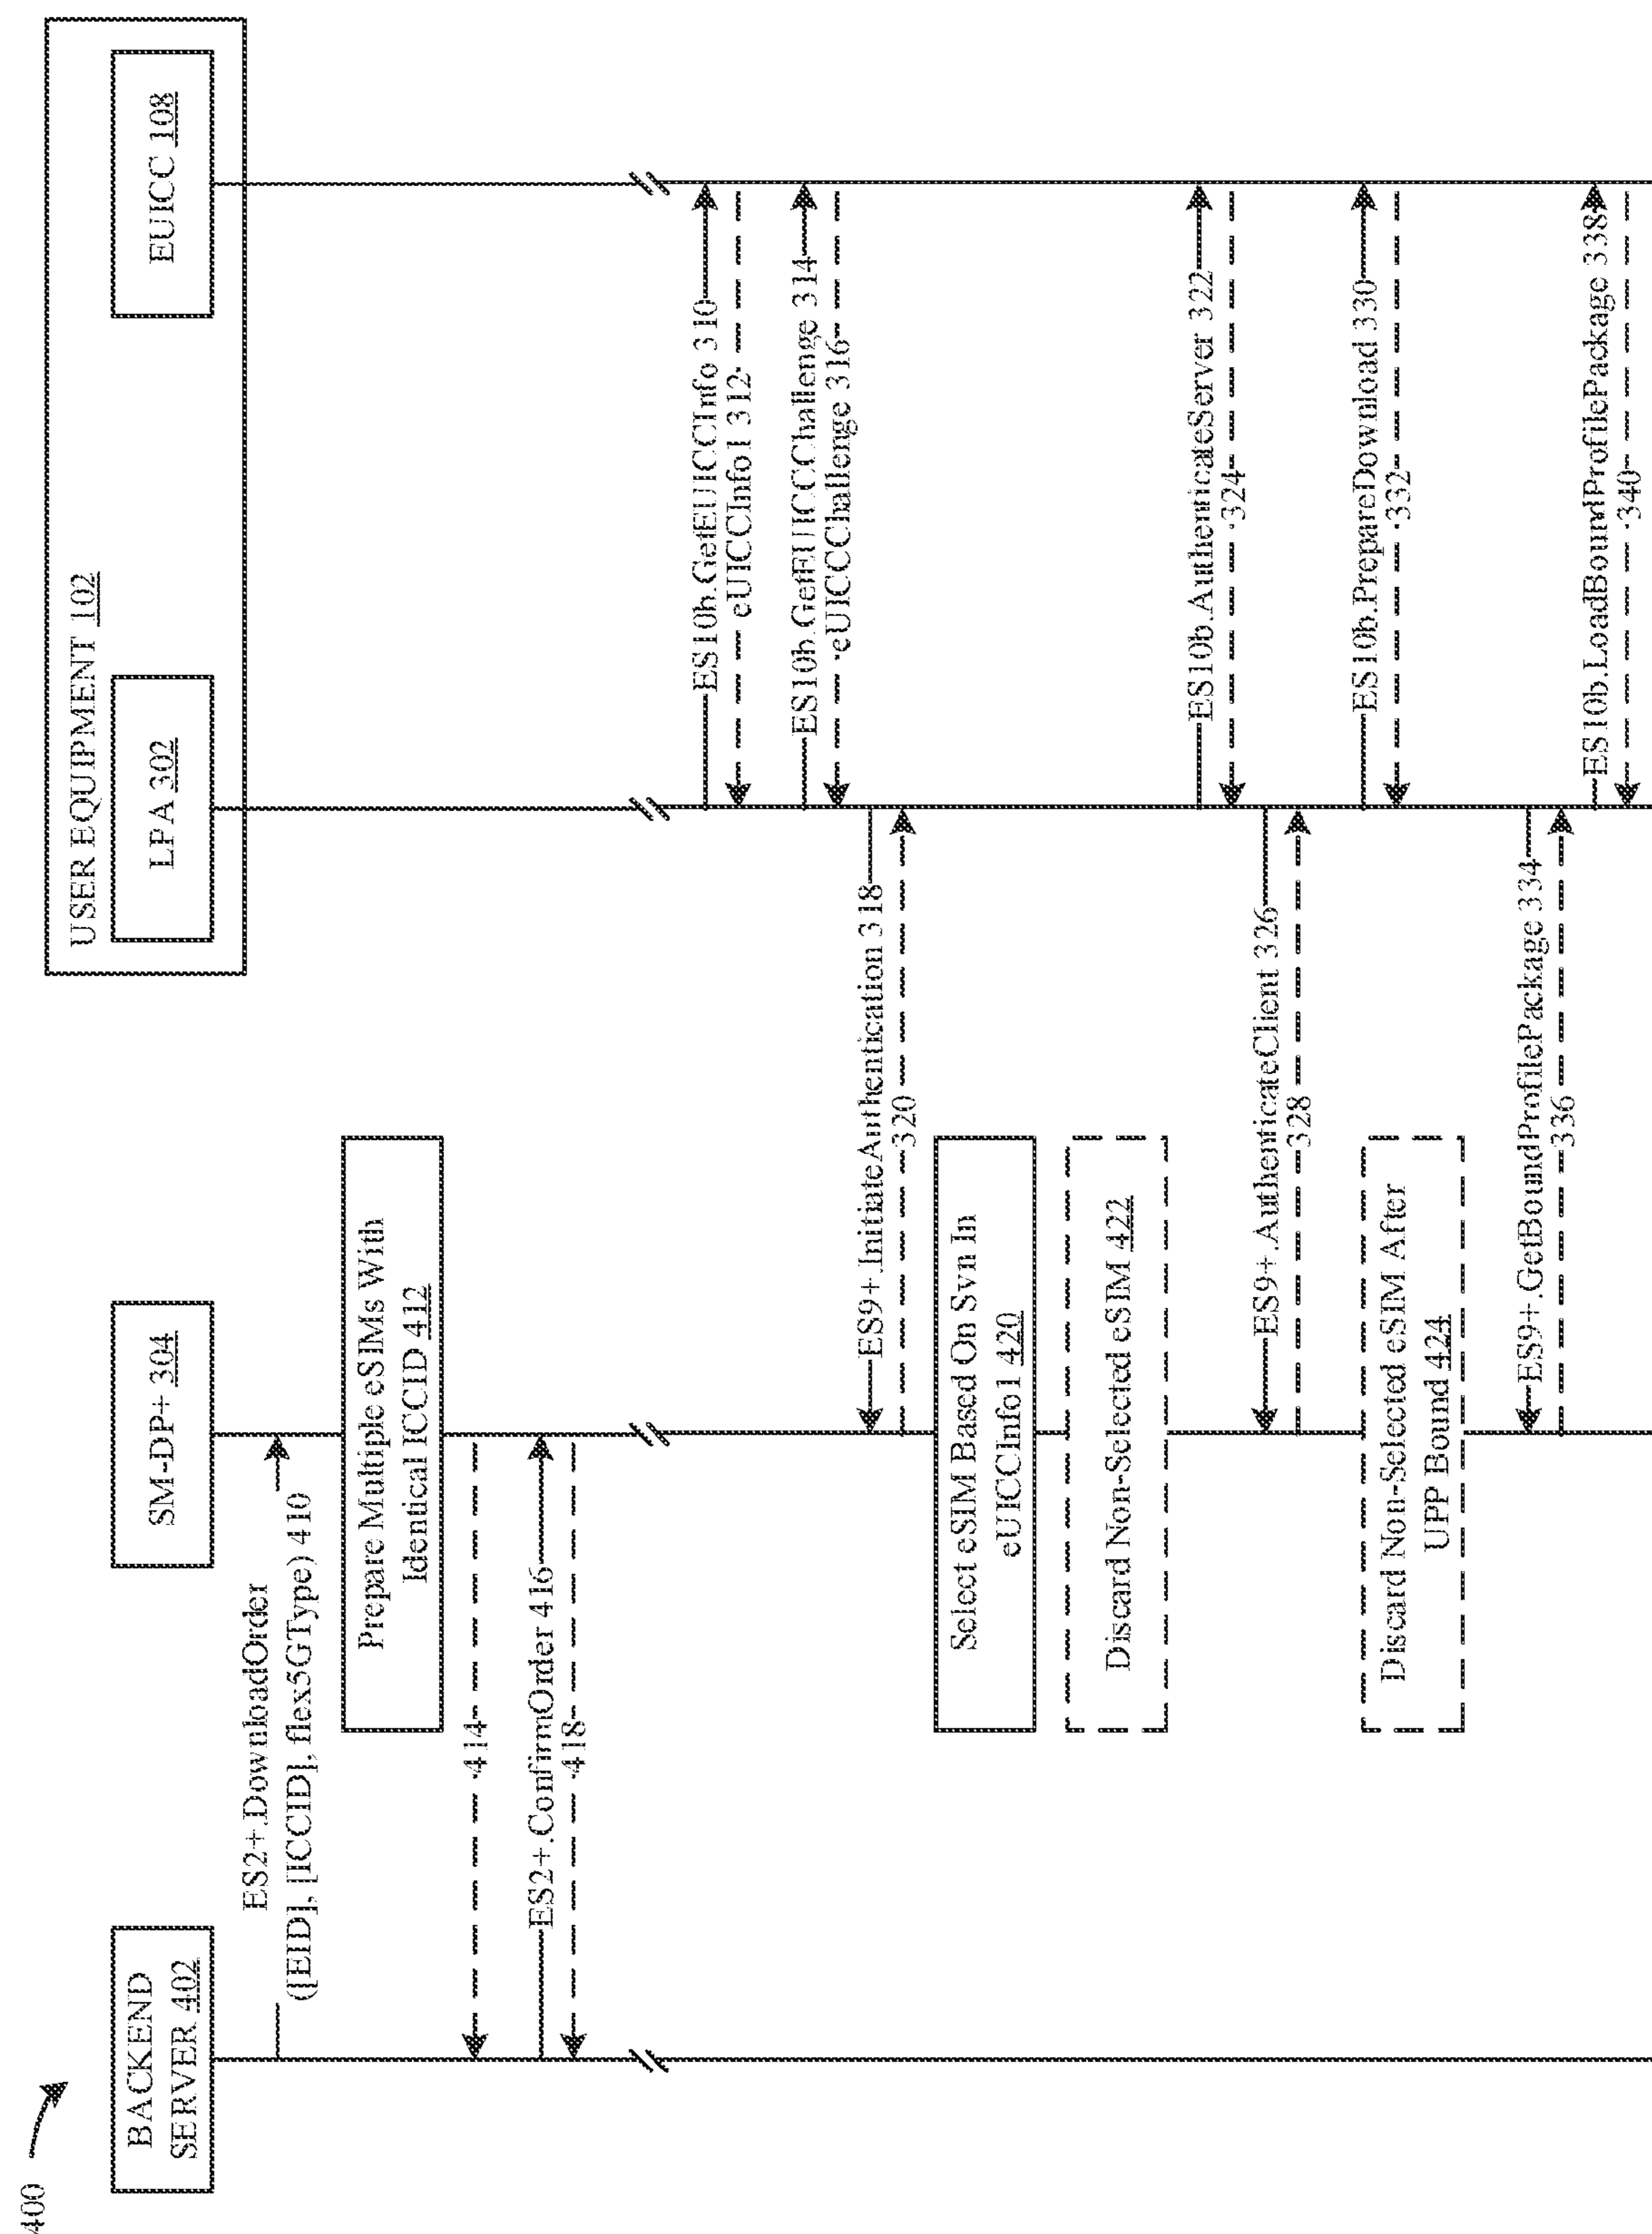 400
BACKEND
SERVER 402
SM-DP+ 304
USER EQUIPMENT 102
LPA 302
EUICC 108
ES2+.DownloadOrder
([EID], [ICCID], flex5GType) 410
Prepare Multiple eSIMs With
Identical ICCID 412
414
ES2+.ConfirmOrder 416
418
ES10b.GetEUICCInfo 310
eUICCInfo1 312
ES10b.GetEUICCChallenge 314
eUICCChallenge 316
ES9+.InitiateAuthentication 318
320
Select eSIM Based On Svn In
eUICCInfo1 420
Discard Non-Selected eSIM 422
ES10b.AuthenticateServer 322
324
ES9+.AuthenticateClient 326
328
ES10b.PrepareDownload 330
332
Discard Non-Selected eSIM After
UPP Bound 424
ES9+.GetBoundProfilePackage 334
336
ES10b.LoadBoundProfilePackage 338
340